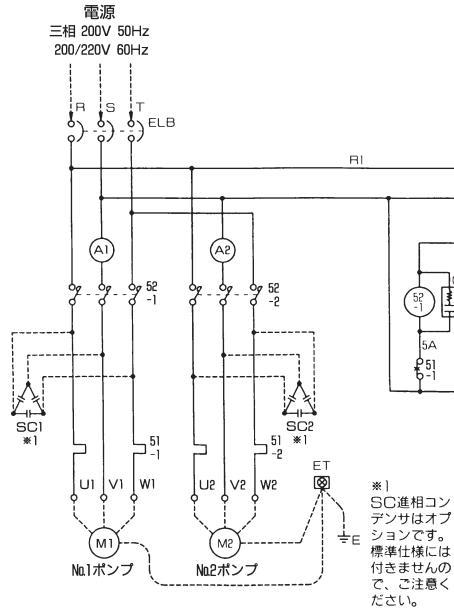 電源
三相 200V 50Hz
200/220V 60Hz
R S T
ELB
R1
A1 A2
52
-1
52
-2
52
-1
5A
51
-1
SC1
※1
SC2
※1
51
-1
51
-2
U1 V1 W1 U2 V2 W2
ET
E
M1 M2
No.1ポンプ No.2ポンプ
※1
SC進相コン
デンサはオプ
ションです。
標準仕様には
付きませんの
で、ご注意く
ださい。